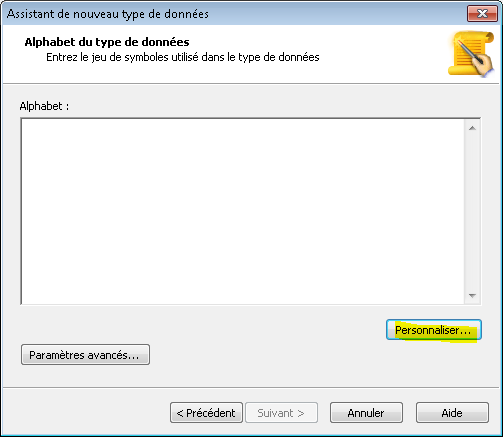 Assistant de nouveau type de données
Alphabet du type de données
Entrez le jeu de symboles utilisé dans le type de données
Alphabet :
Personnaliser...
Paramètres avancés...
< Précédent
Suivant >
Annuler
Aide